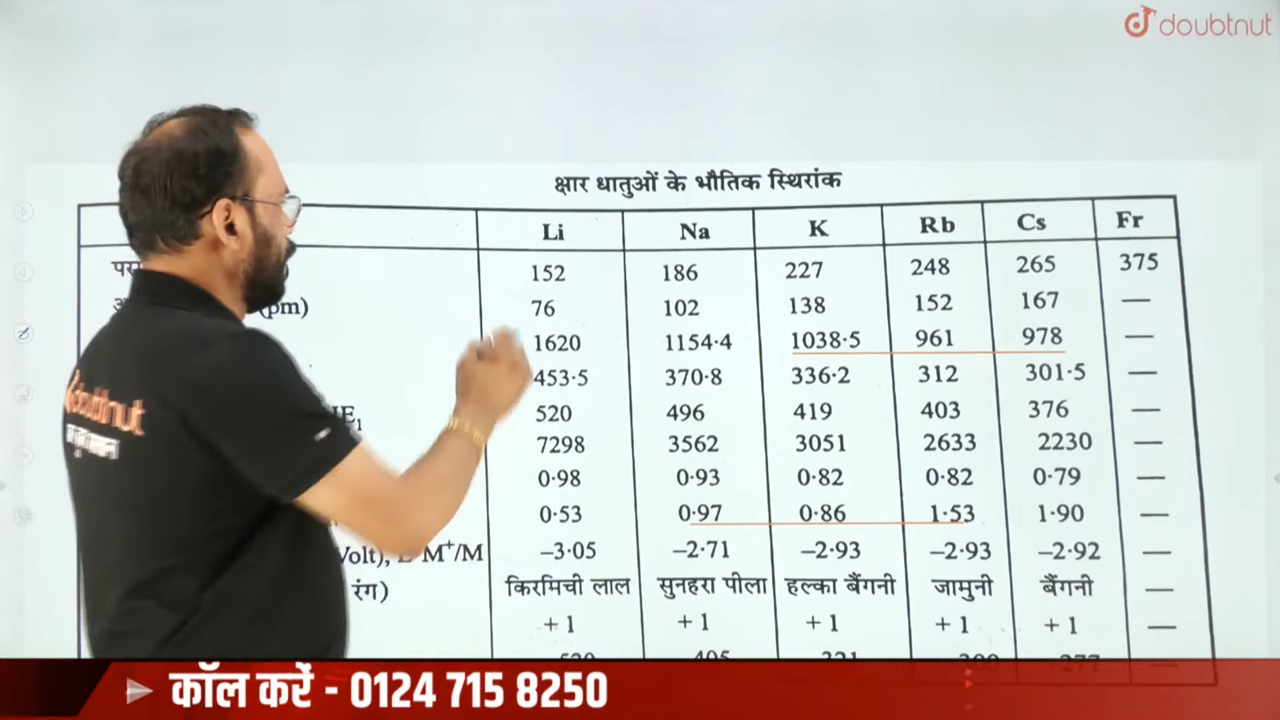 doubtnut
क्षार धातुओं के भौतिक स्थिरांक
Li Na K Rb Cs Fr
152 186 227 248 265 375
(pm) 76 102 138 152 167 —
1620 1154·4 1038·5 961 978 —
453·5 370·8 336·2 312 301·5 —
IE₁ 520 496 419 403 376 —
7298 3562 3051 2633 2230 —
0·98 0·93 0·82 0·82 0·79 —
0·53 0·97 0·86 1·53 1·90 —
Volt), E M⁺/M –3·05 –2·71 –2·93 –2·93 –2·92 —
रंग) किरमिची लाल सुनहरा पीला हल्का बैंगनी जामुनी बैंगनी —
+1 +1 +1 +1 +1 —
doubtnut
कॉल करें - 0124 715 8250